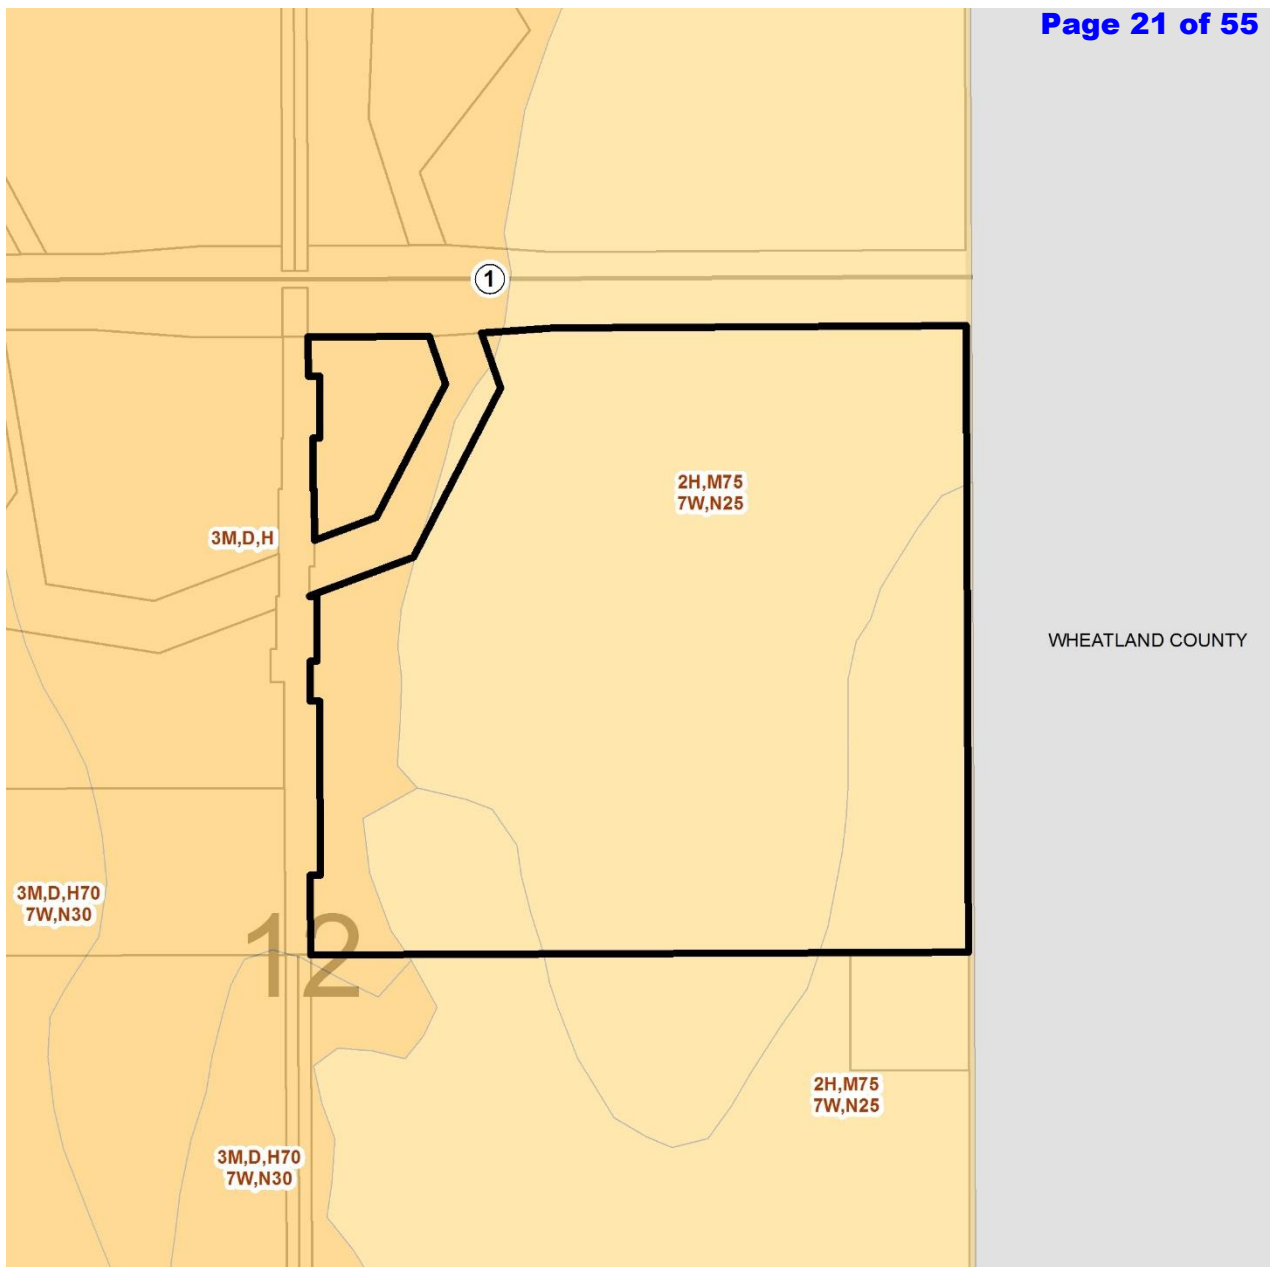 Page 21 of 55
1
2H,M75
7W,N25
3M,D,H
WHEATLAND COUNTY
3M,D,H70
7W,N30
12
2H,M75
7W,N25
3M,D,H70
7W,N30